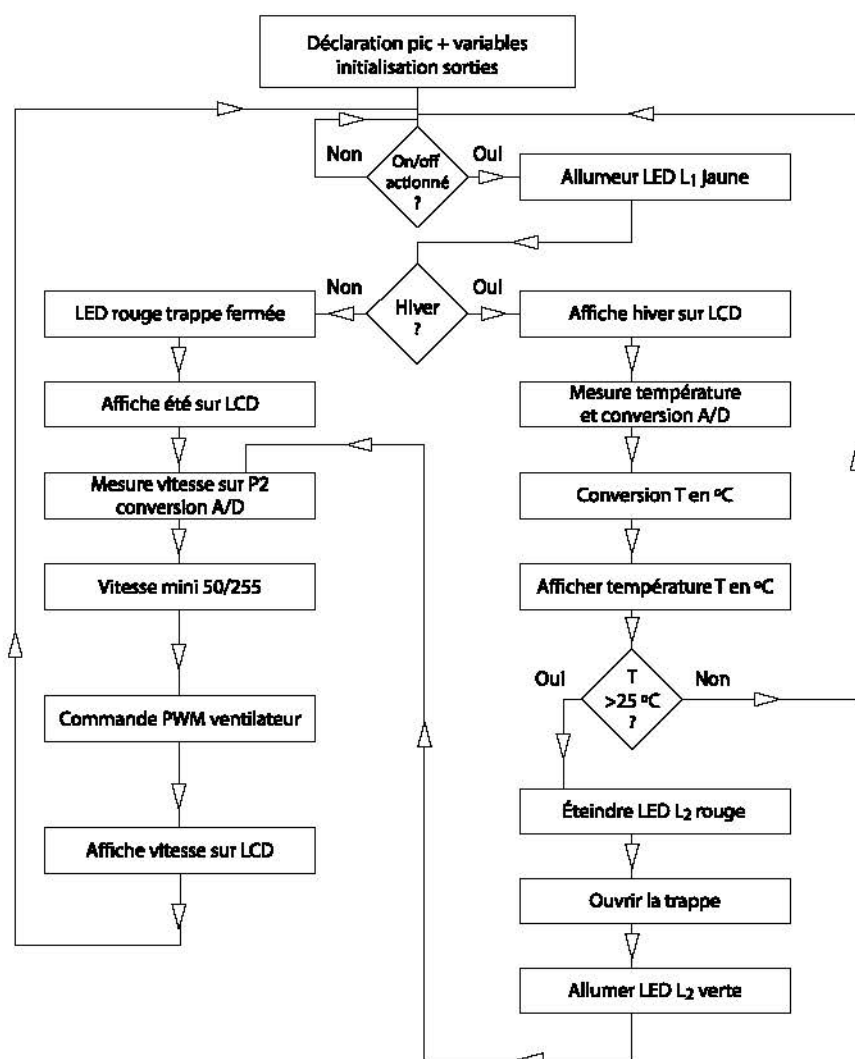 Déclaration pic + variables
initialisation sorties
Non
On/off
actionné
?
Oui
Allumeur LED L₁ jaune
Non
Hiver
?
Oui
LED rouge trappe fermée
Affiche hiver sur LCD
Affiche été sur LCD
Mesure température
et conversion A/D
Mesure vitesse sur P2
conversion A/D
Conversion T en ºC
Vitesse mini 50/255
Afficher température T en ºC
Oui
T
>25 ºC
?
Non
Commande PWM ventilateur
Éteindre LED L₂ rouge
Affiche vitesse sur LCD
Ouvrir la trappe
Allumer LED L₂ verte